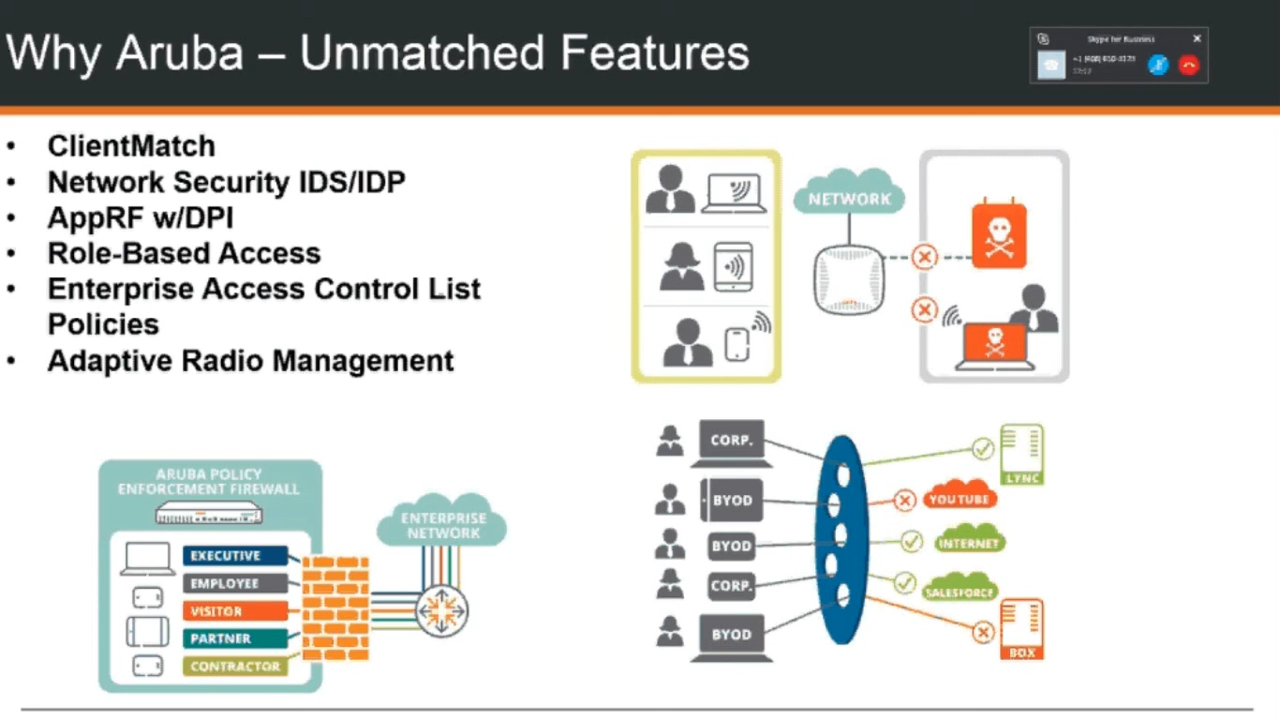 Why Aruba – Unmatched Features
Skype for Business
• ClientMatch
• Network Security IDS/IDP
• AppRF w/DPI
• Role-Based Access
• Enterprise Access Control List
Policies
• Adaptive Radio Management
NETWORK
ARUBA POLICY
ENFORCEMENT FIREWALL
EXECUTIVE
EMPLOYEE
VISITOR
PARTNER
CONTRACTOR
ENTERPRISE
NETWORK
CORP.
BYOD
BYOD
CORP.
BYOD
LYNC
YOUTUBE
INTERNET
SALESFORCE
BOX